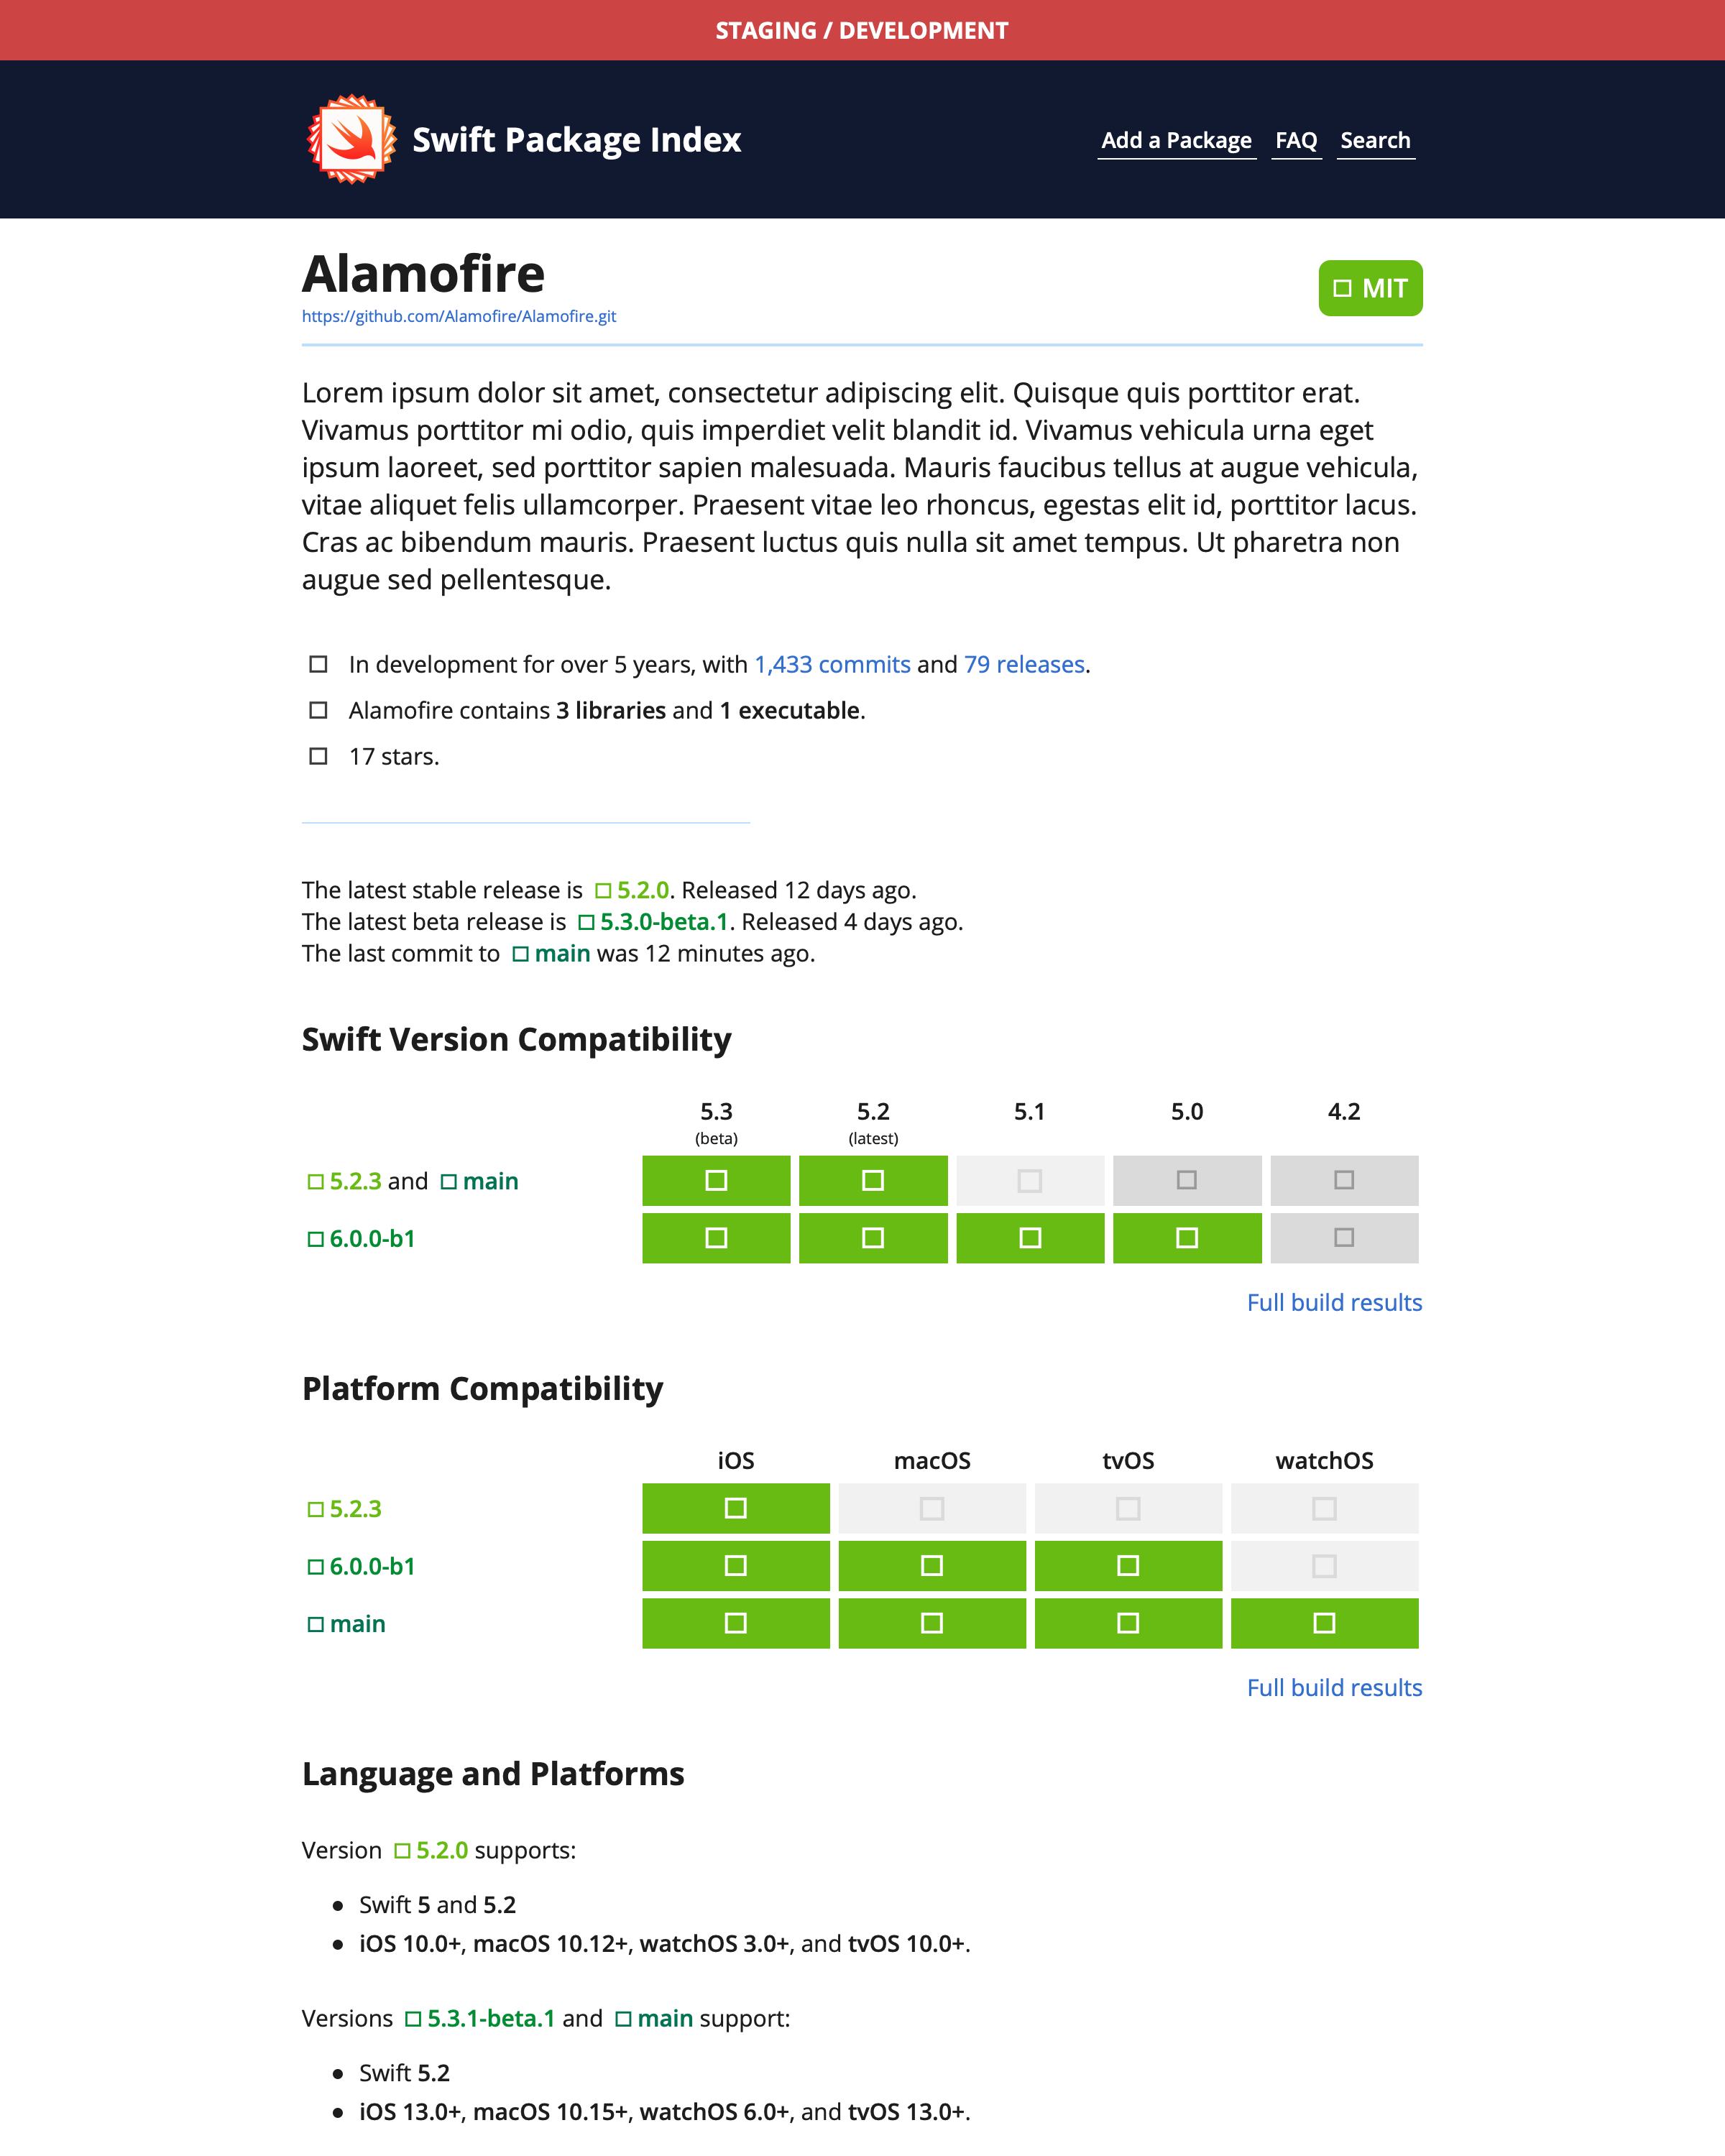 STAGING / DEVELOPMENT
Swift Package Index
Add a Package FAQ Search
Alamofire
MIT
https://github.com/Alamofire/Alamofire.git
Lorem ipsum dolor sit amet, consectetur adipiscing elit. Quisque quis porttitor erat.
Vivamus porttitor mi odio, quis imperdiet velit blandit id. Vivamus vehicula urna eget
ipsum laoreet, sed porttitor sapien malesuada. Mauris faucibus tellus at augue vehicula,
vitae aliquet felis ullamcorper. Praesent vitae leo rhoncus, egestas elit id, porttitor lacus.
Cras ac bibendum mauris. Praesent luctus quis nulla sit amet tempus. Ut pharetra non
augue sed pellentesque.
In development for over 5 years, with 1,433 commits and 79 releases.
Alamofire contains 3 libraries and 1 executable.
17 stars.
The latest stable release is 5.2.0. Released 12 days ago.
The latest beta release is 5.3.0-beta.1. Released 4 days ago.
The last commit to main was 12 minutes ago.
Swift Version Compatibility
5.3 5.2 5.1 5.0 4.2
(beta) (latest)
5.2.3 and main
6.0.0-b1
Full build results
Platform Compatibility
iOS macOS tvOS watchOS
5.2.3
6.0.0-b1
main
Full build results
Language and Platforms
Version 5.2.0 supports:
• Swift 5 and 5.2
• iOS 10.0+, macOS 10.12+, watchOS 3.0+, and tvOS 10.0+.
Versions 5.3.1-beta.1 and main support:
• Swift 5.2
• iOS 13.0+, macOS 10.15+, watchOS 6.0+, and tvOS 13.0+.